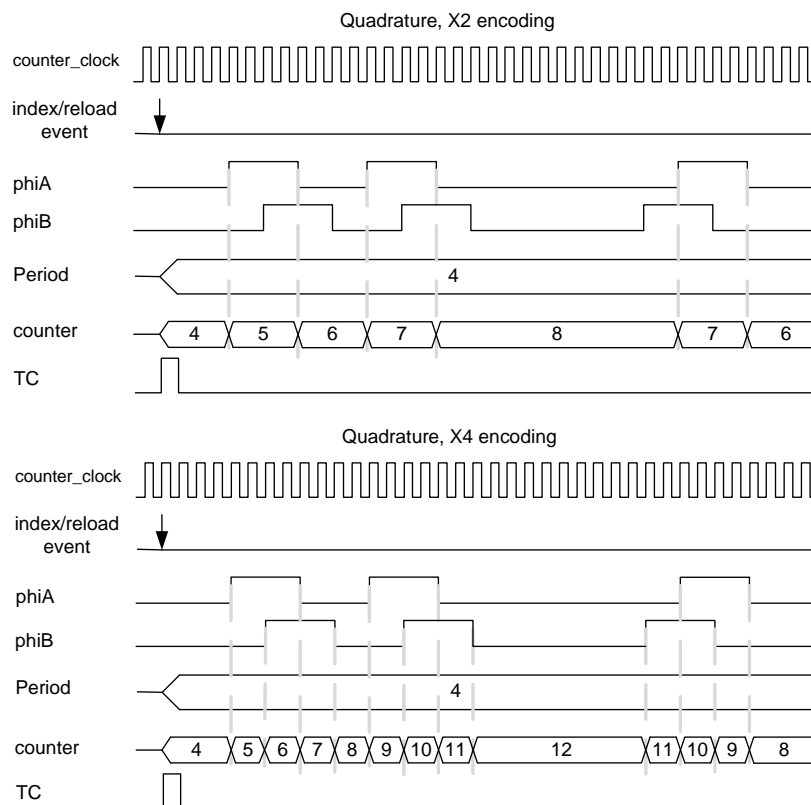 Quadrature, X2 encoding
counter_clock
index/reload
event
phiA
phiB
Period
4
counter
4 5 6 7 8 7 6
TC
Quadrature, X4 encoding
counter_clock
index/reload
event
phiA
phiB
Period
4
counter
4 5 6 7 8 9 10 11 12 11 10 9 8
TC